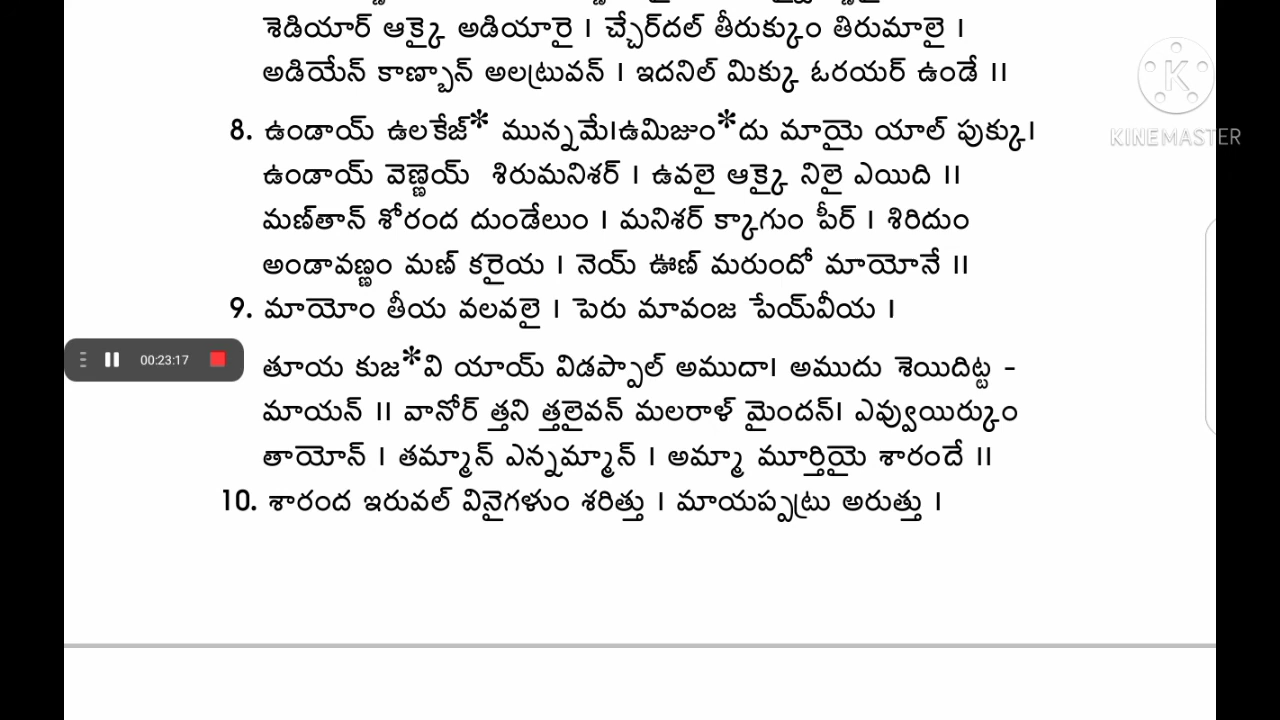 శెడియార్ ఆక్కై అడియారై । చ్చేర్‌దల్ తీరుక్కుం తిరుమాలై ।
అడియేన్ కాణ్బాన్ అలట్రువన్ । ఇదనిల్ మిక్కు ఓరయర్ ఉండే ॥
KINEMASTER
8. ఉండాయ్ ఉలకేజ్* మున్నమే।ఉమిజుం*దు మాయై యాల్ పుక్కు।
ఉండాయ్ వెణ్ణెయ్ శిరుమనిశర్ । ఉవలై ఆక్కై నిలై ఎయిది ॥
మణ్‌తాన్ శోరంద దుండేలుం । మనిశర్ క్కాగుం పీర్ । శిరిదుం
అండావణ్ణం మణ్ కరైయ । నెయ్ ఊణ్ మరుందో మాయోనే ॥
9. మాయోం తీయ వలవలై । పెరు మావంజ పేయ్‌వీయ ।
00:23:17
తూయ కుజ*వి యాయ్ విడప్పాల్ అముదా। అముదు శెయిదిట్ట -
మాయన్ ॥ వానోర్ త్తని త్తలైవన్ మలరాళ్ మైందన్। ఎవ్వుయిర్కుం
తాయోన్ । తమ్మాన్ ఎన్నమ్మాన్ । అమ్మా మూర్తియై శారందే ॥
10. శారంద ఇరువల్ వినైగళుం శరిత్తు । మాయప్పట్రు అరుత్తు ।